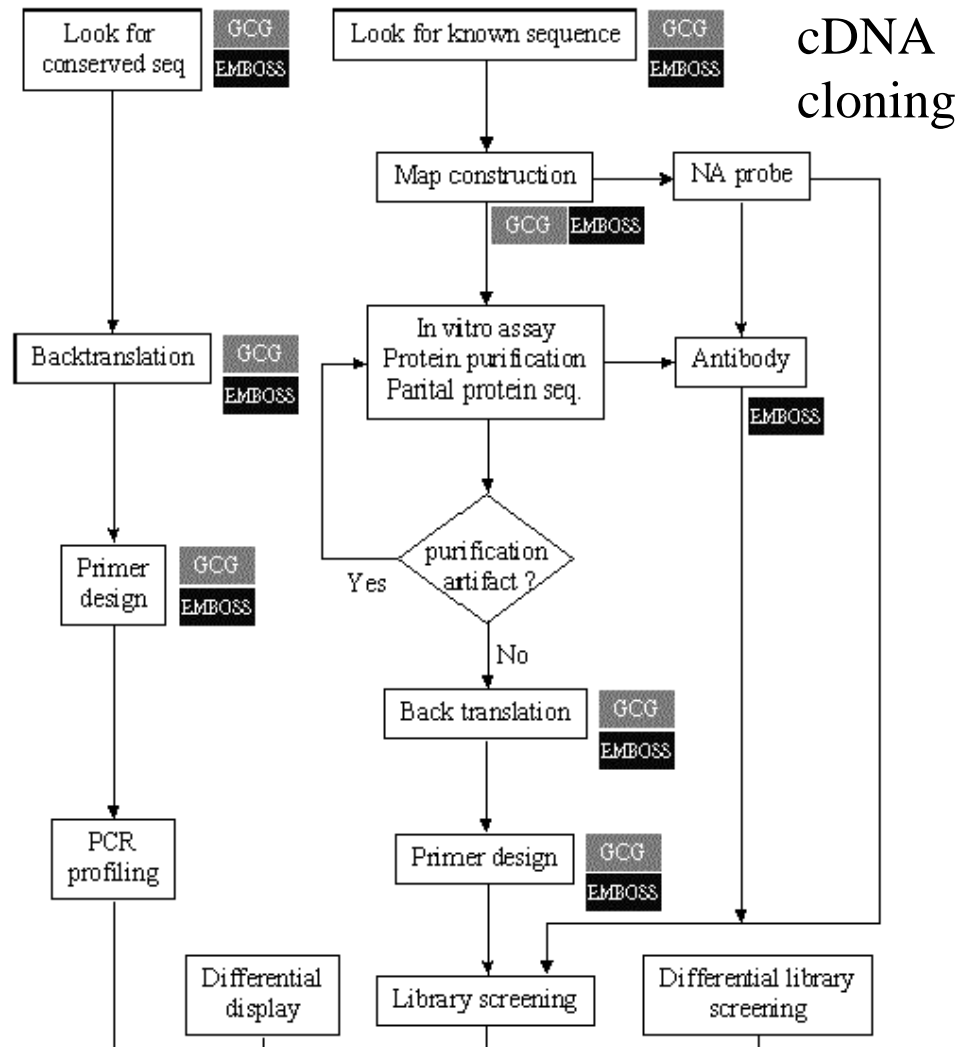 cDNA
cloning
Look for
conserved seq
GCG
EMBOSS
Look for known sequence
GCG
EMBOSS
Map construction
NA probe
GCG EMBOSS
In vitro assay
Protein purification
Parital protein seq.
Antibody
EMBOSS
Backtranslation
GCG
EMBOSS
purification
artifact ?
Yes
No
Primer
design
GCG
EMBOSS
Back translation
GCG
EMBOSS
PCR
profiling
Primer design
GCG
EMBOSS
Differential
display
Library screening
Differential library
screening